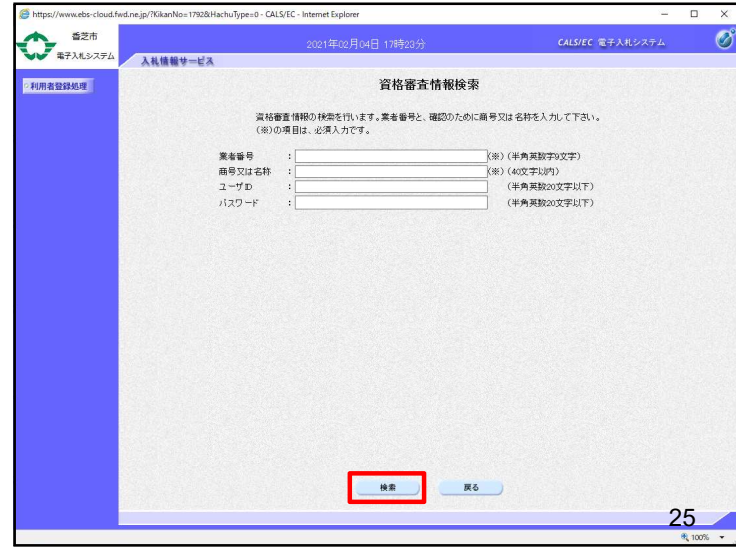 https://www.ebs-cloud.fwd.ne.jp/?KikanNo=1792&HachuType=0 - CALS/EC - Internet Explorer
香芝市
電子入札システム
2021年02月04日 17時23分
CALS/EC 電子入札システム
入札情報サービス
利用者登録処理
資格審査情報検索
資格審査情報の検索を行います。業者番号と、確認のために商号又は名称を入力して下さい。
(※)の項目は、必須入力です。
業者番号 : (※) (半角英数字9文字)
商号又は名称 : (※) (40文字以内)
ユーザID : (半角英数20文字以下)
パスワード : (半角英数20文字以下)
検索 戻る
25
100%